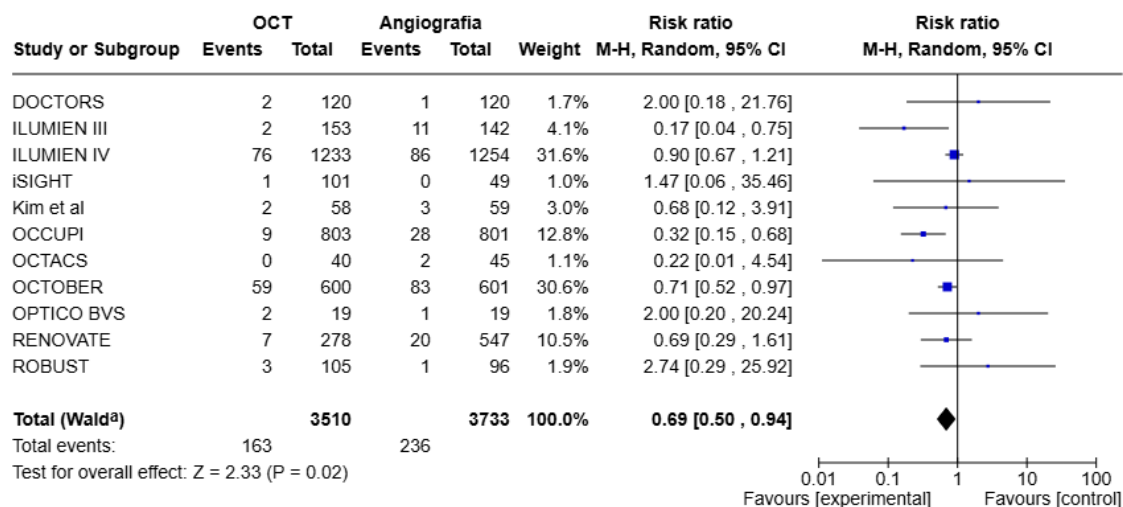 OCT Angiografia Risk ratio Risk ratio
Study or Subgroup Events Total Events Total Weight M-H, Random, 95% CI M-H, Random, 95% CI
DOCTORS 2 120 1 120 1.7% 2.00 [0.18 , 21.76]
ILUMIEN III 2 153 11 142 4.1% 0.17 [0.04 , 0.75]
ILUMIEN IV 76 1233 86 1254 31.6% 0.90 [0.67 , 1.21]
iSIGHT 1 101 0 49 1.0% 1.47 [0.06 , 35.46]
Kim et al 2 58 3 59 3.0% 0.68 [0.12 , 3.91]
OCCUPI 9 803 28 801 12.8% 0.32 [0.15 , 0.68]
OCTACS 0 40 2 45 1.1% 0.22 [0.01 , 4.54]
OCTOBER 59 600 83 601 30.6% 0.71 [0.52 , 0.97]
OPTICO BVS 2 19 1 19 1.8% 2.00 [0.20 , 20.24]
RENOVATE 7 278 20 547 10.5% 0.69 [0.29 , 1.61]
ROBUST 3 105 1 96 1.9% 2.74 [0.29 , 25.92]
Total (Waldᵃ) 3510 3733 100.0% 0.69 [0.50 , 0.94]
Total events: 163 236
Test for overall effect: Z = 2.33 (P = 0.02)
0.01 0.1 1 10 100
Favours [experimental] Favours [control]